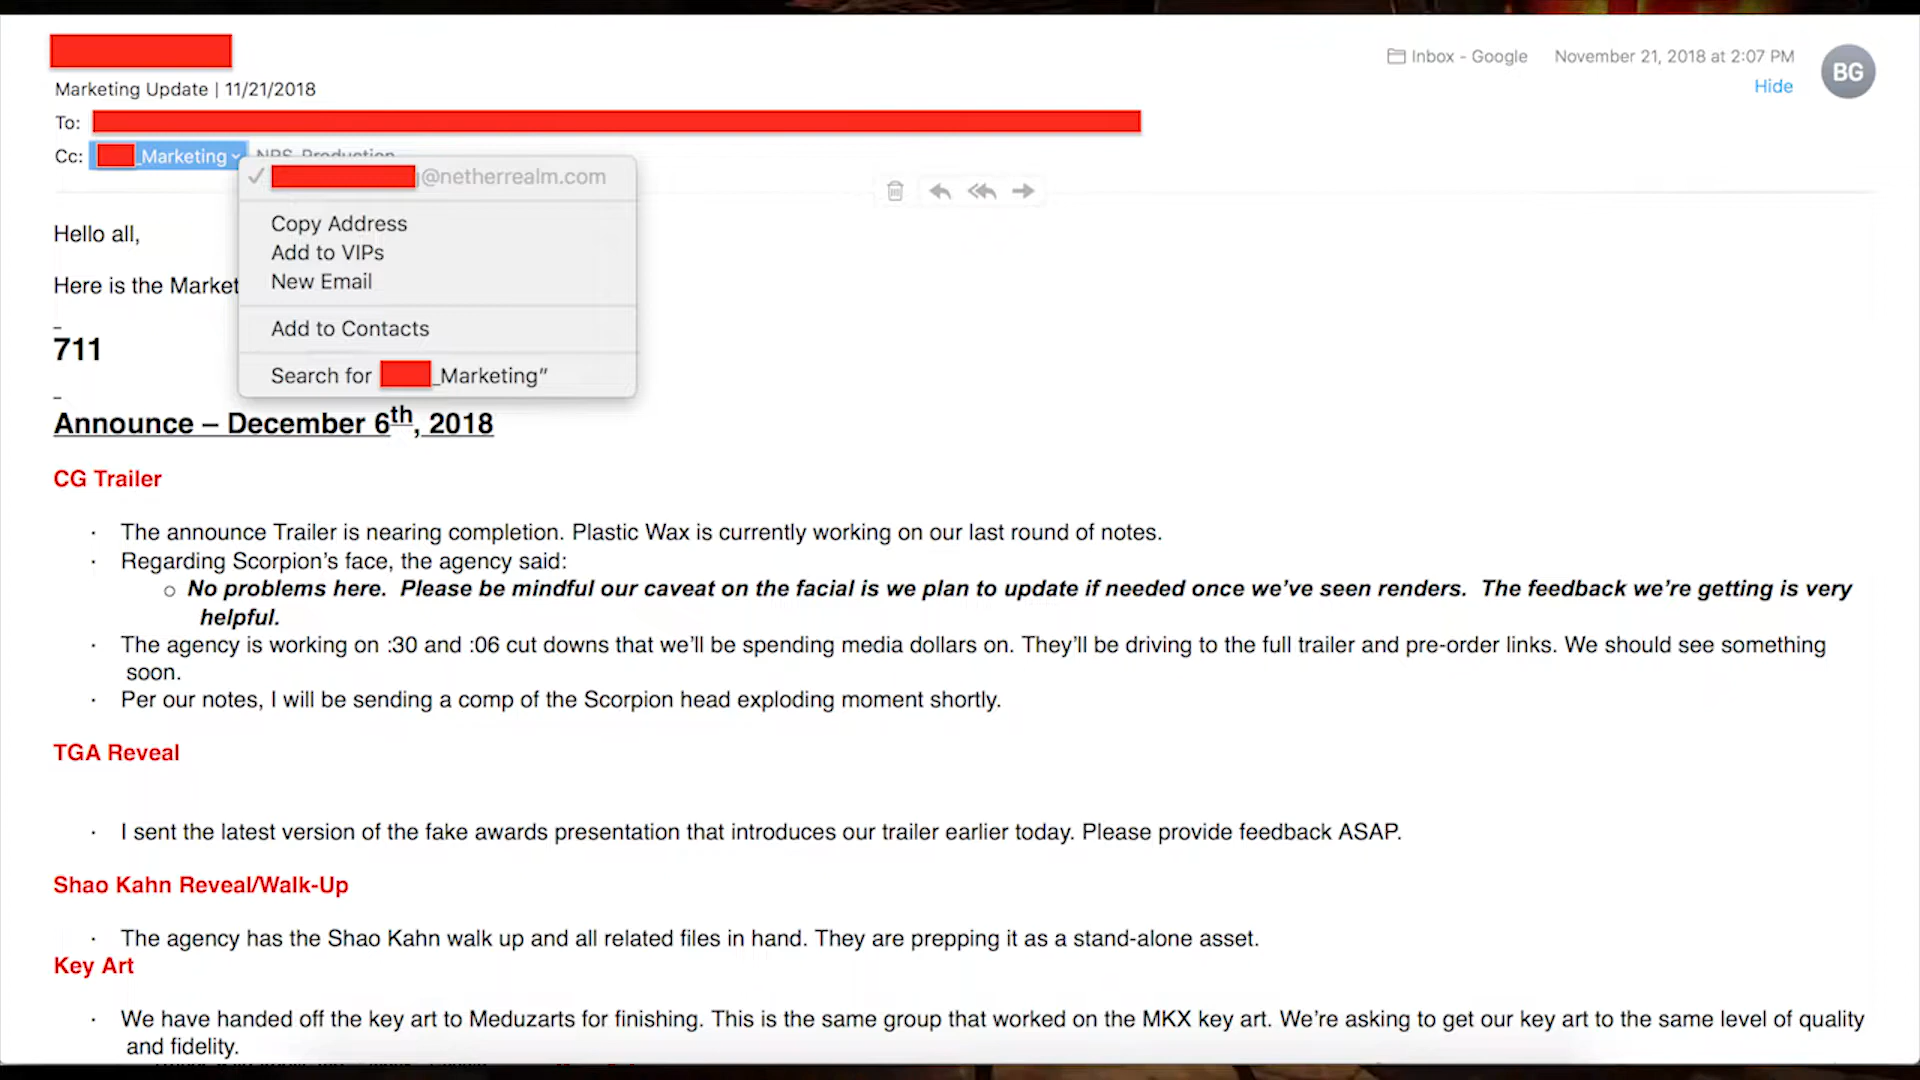 Inbox - Google November 21, 2018 at 2:07 PM
BG
Marketing Update | 11/21/2018
Hide
To:
Cc: _Marketing NRS_Production
@netherrealm.com
Copy Address
Add to VIPs
New Email
Add to Contacts
Search for _Marketing"
Hello all,
Here is the Market
711
Announce – December 6th, 2018
CG Trailer
· The announce Trailer is nearing completion. Plastic Wax is currently working on our last round of notes.
· Regarding Scorpion's face, the agency said:
o No problems here. Please be mindful our caveat on the facial is we plan to update if needed once we've seen renders. The feedback we're getting is very
helpful.
· The agency is working on :30 and :06 cut downs that we'll be spending media dollars on. They'll be driving to the full trailer and pre-order links. We should see something
soon.
· Per our notes, I will be sending a comp of the Scorpion head exploding moment shortly.
TGA Reveal
· I sent the latest version of the fake awards presentation that introduces our trailer earlier today. Please provide feedback ASAP.
Shao Kahn Reveal/Walk-Up
· The agency has the Shao Kahn walk up and all related files in hand. They are prepping it as a stand-alone asset.
Key Art
· We have handed off the key art to Meduzarts for finishing. This is the same group that worked on the MKX key art. We're asking to get our key art to the same level of quality
and fidelity.